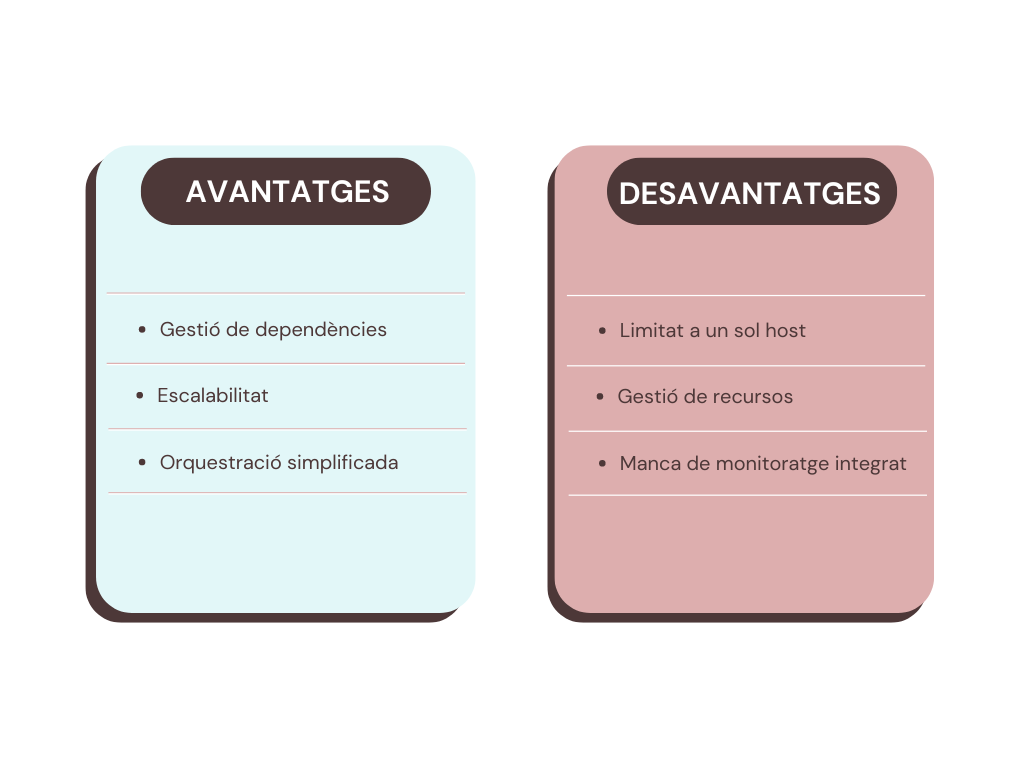 AVANTATGES
• Gestió de dependències
• Escalabilitat
• Orquestració simplificada
DESAVANTATGES
• Limitat a un sol host
• Gestió de recursos
• Manca de monitoratge integrat